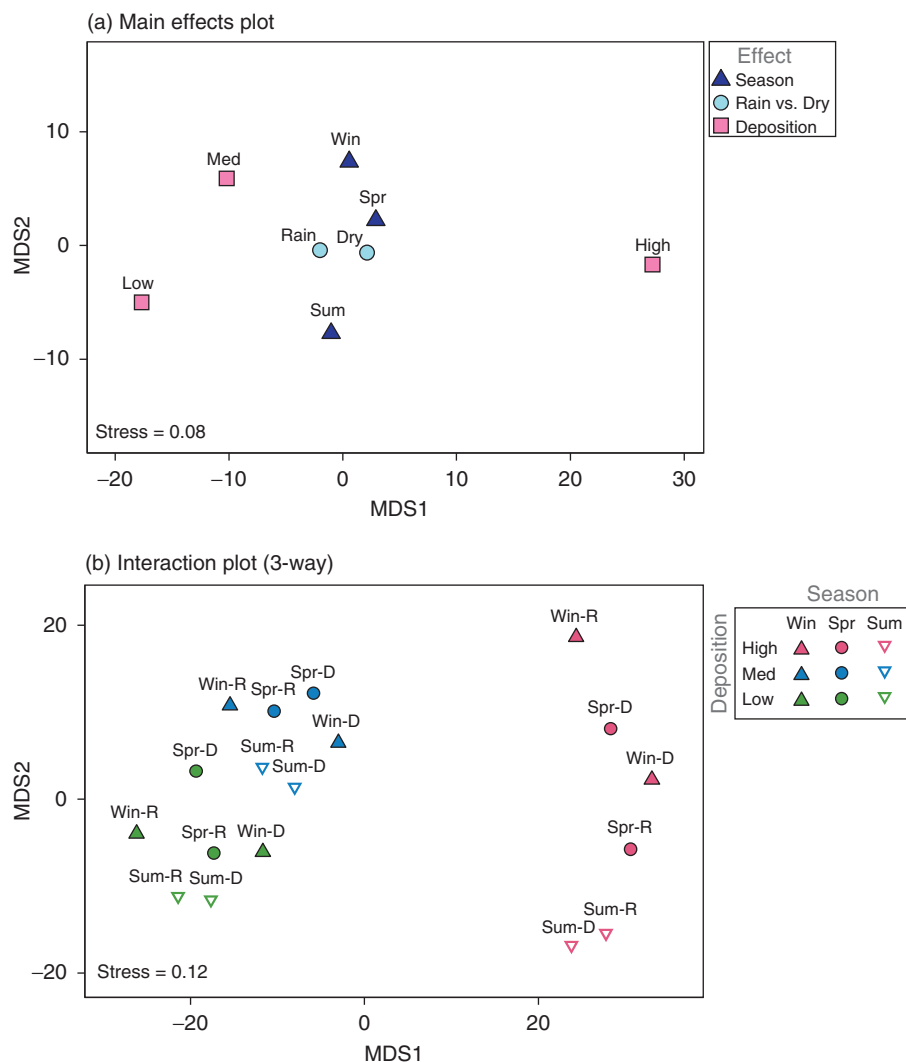 (a) Main effects plot
Effect
Season
Rain vs. Dry
Deposition
MDS2
10
0
−10
Win
Med
Spr
Rain
Dry
High
Low
Sum
Stress = 0.08
−20 −10 0 10 20 30
MDS1
(b) Interaction plot (3-way)
Season
Win Spr Sum
Deposition
High
Med
Low
MDS2
20
0
−20
Win-R
Spr-D
Win-R
Spr-R
Spr-D
Win-D
Spr-D
Sum-R
Sum-D
Win-D
Win-R
Spr-R
Win-D
Spr-R
Sum-R
Sum-D
Sum-R
Sum-D
Stress = 0.12
−20 0 20
MDS1